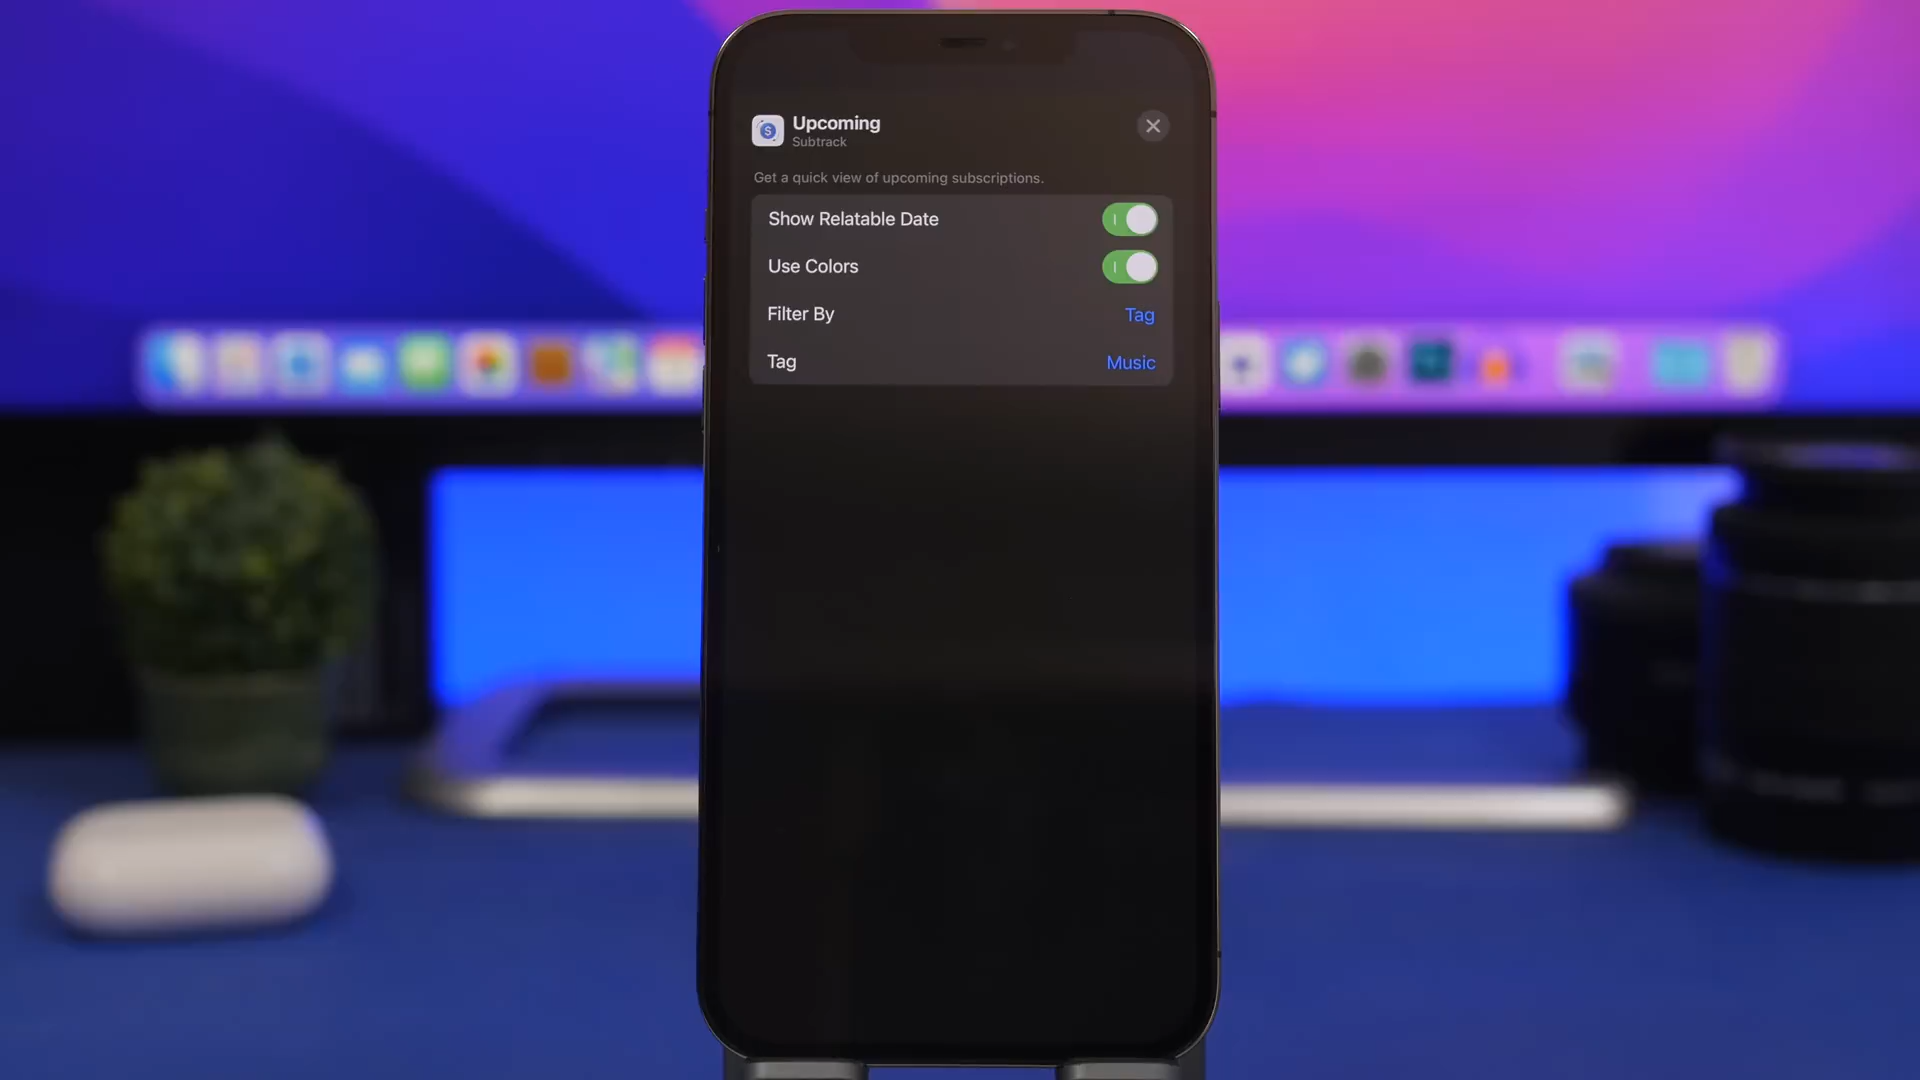 Upcoming
Subtrack
Get a quick view of upcoming subscriptions.
Show Relatable Date
Use Colors
Filter By Tag
Tag Music